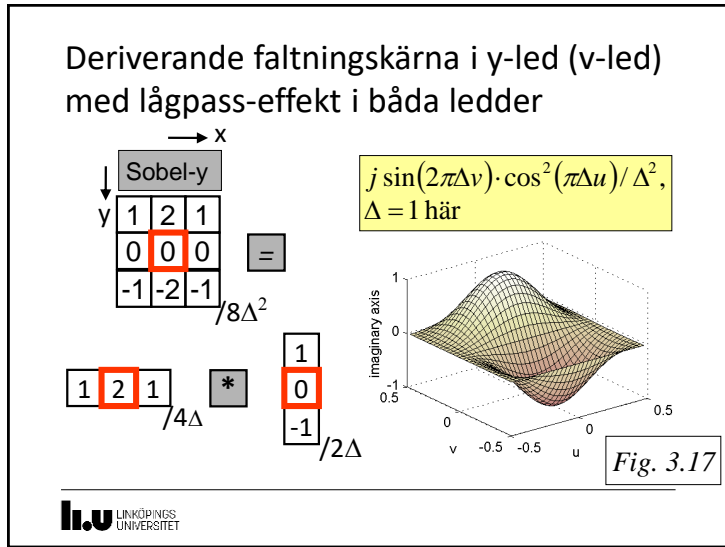 Deriverande faltningskärna i y-led (v-led)
med lågpass-effekt i båda ledder
x
Sobel-y
y
1 2 1
0 0 0
-1 -2 -1
/8Δ²
=
1 2 1
/4Δ
*
1
0
-1
/2Δ
j sin(2πΔv)·cos²(πΔu)/Δ²,
Δ = 1 här
imaginary axis
1
0
-1
0.5
0
-0.5
v
-0.5
0
0.5
u
Fig. 3.17
li.u LINKÖPINGS
UNIVERSITET